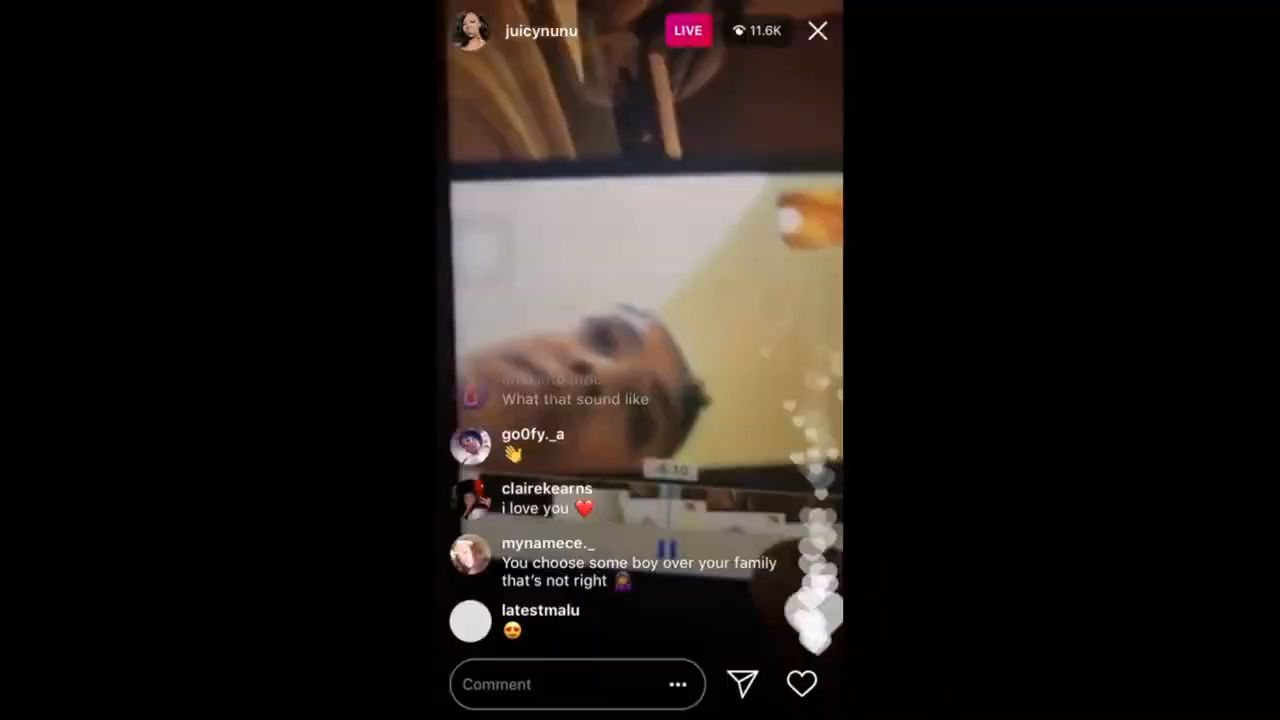 juicynunu
LIVE
11.6K
What that sound like
go0fy._a
👋
clairekearns
i love you ❤️
mynamece._
You choose some boy over your family
that's not right 🤦🏾‍♀️
latestmalu
😍
Comment